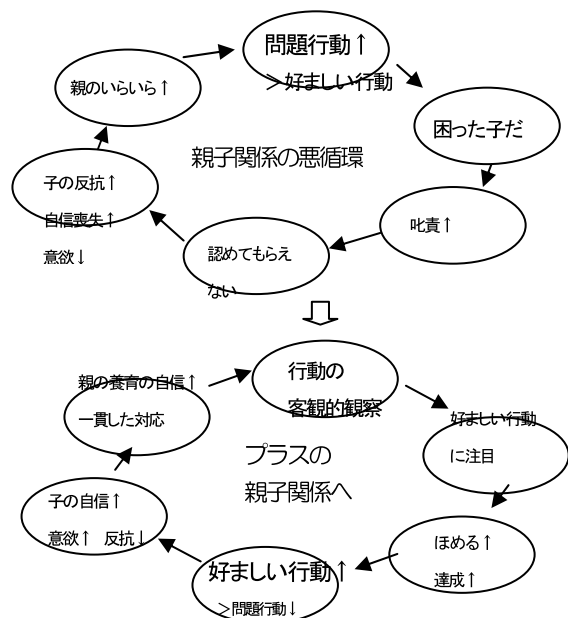 問題行動↑
＞好ましい行動
親のいらいら↑
困った子だ
親子関係の悪循環
子の反抗↑
自信喪失↑
意欲↓
叱責↑
認めてもらえ
ない
行動の
客観的観察
親の養育の自信↑
一貫した対応
好ましい行動
に注目
プラスの
親子関係へ
子の自信↑
意欲↑ 反抗↓
ほめる↑
達成↑
好ましい行動↑
＞問題行動↓